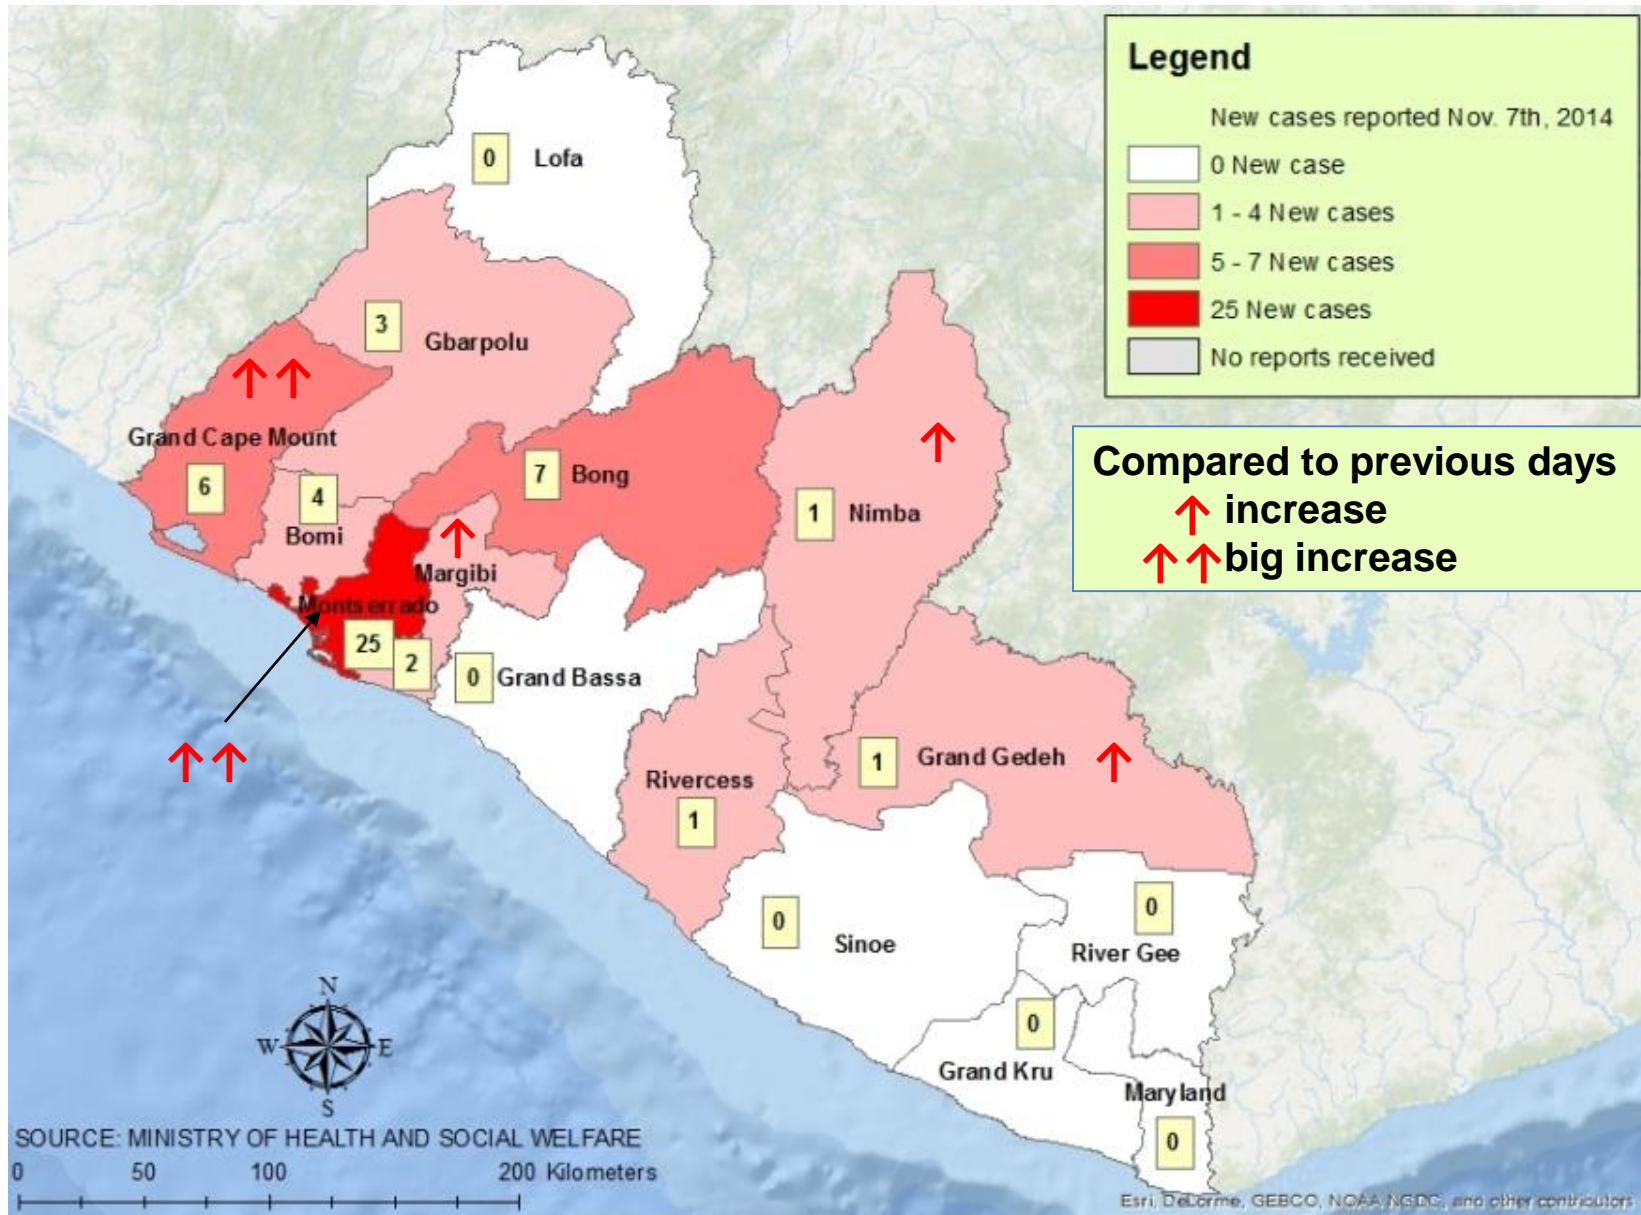 Legend
New cases reported Nov. 7th, 2014
0 New case
1 - 4 New cases
5 - 7 New cases
25 New cases
No reports received
Compared to previous days
↑ increase
↑ ↑ big increase
0
Lofa
3
Gbarpolu
Grand Cape Mount
6
4
Bomi
7
Bong
1
Nimba
Margibi
Montserrado
25
2
0
Grand Bassa
Rivercess
1
1
Grand Gedeh
0
Sinoe
0
River Gee
0
Grand Kru
Maryland
0
N
W
E
S
SOURCE: MINISTRY OF HEALTH AND SOCIAL WELFARE
0 50 100 200 Kilometers
Esri, DeLorme, GEBCO, NOAA NGDC, and other contributors